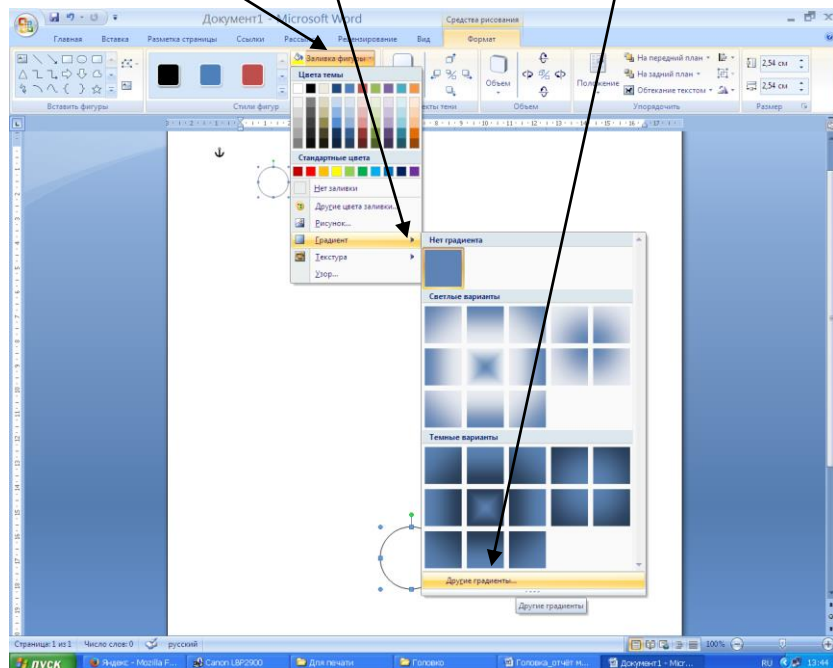 Документ1 - Microsoft Word
Средства рисования
Главная Вставка Разметка страницы Ссылки Рассылки Рецензирование Вид Формат
Заливка фигуры
На передний план
На задний план
Обтекание текстом
Объем
Положение
2,54 см
2,54 см
Вставить фигуры
Стили фигур
Объем
Упорядочить
Размер
Цвета темы
Стандартные цвета
Нет заливки
Другие цвета заливки...
Рисунок...
Градиент
Текстура
Узор...
Нет градиента
Светлые варианты
Темные варианты
Другие градиенты...
Другие градиенты
Страница: 1 из 1 Число слов: 0 русский
100%
пуск
Яндекс - Mozilla F...
Canon LBP2900
Для печати
Головко
Головка_отчёт м...
Документ1 - Micr...
RU
13:44